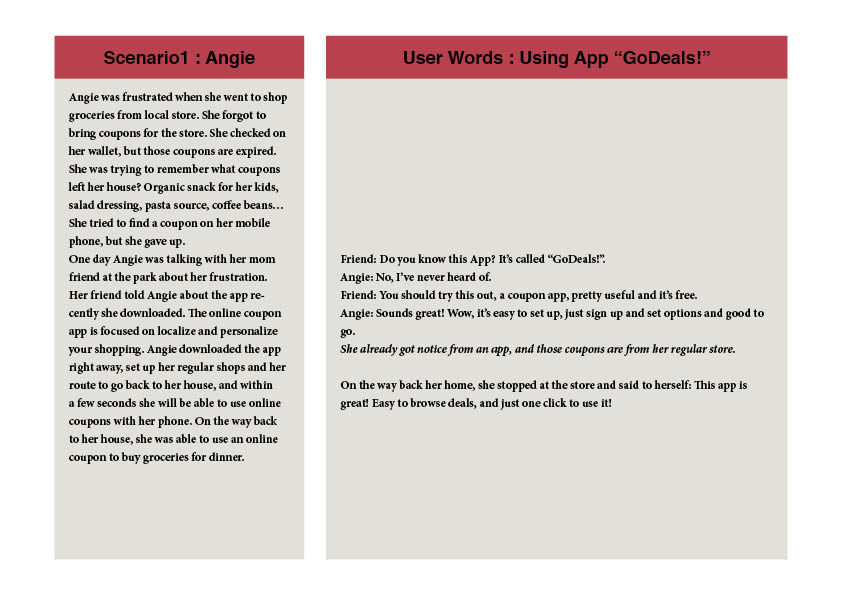 Scenario1 : Angie
Angie was frustrated when she went to shop
groceries from local store. She forgot to
bring coupons for the store. She checked on
her wallet, but those coupons are expired.
She was trying to remember what coupons
left her house? Organic snack for her kids,
salad dressing, pasta source, coffee beans…
She tried to find a coupon on her mobile
phone, but she gave up.
One day Angie was talking with her mom
friend at the park about her frustration.
Her friend told Angie about the app re-
cently she downloaded. The online coupon
app is focused on localize and personalize
your shopping. Angie downloaded the app
right away, set up her regular shops and her
route to go back to her house, and within
a few seconds she will be able to use online
coupons with her phone. On the way back
to her house, she was able to use an online
coupon to buy groceries for dinner.
User Words : Using App “GoDeals!”
Friend: Do you know this App? It’s called “GoDeals!”.
Angie: No, I’ve never heard of.
Friend: You should try this out, a coupon app, pretty useful and it’s free.
Angie: Sounds great! Wow, it’s easy to set up, just sign up and set options and good to
go.
She already got notice from an app, and those coupons are from her regular store.
On the way back her home, she stopped at the store and said to herself: This app is
great! Easy to browse deals, and just one click to use it!